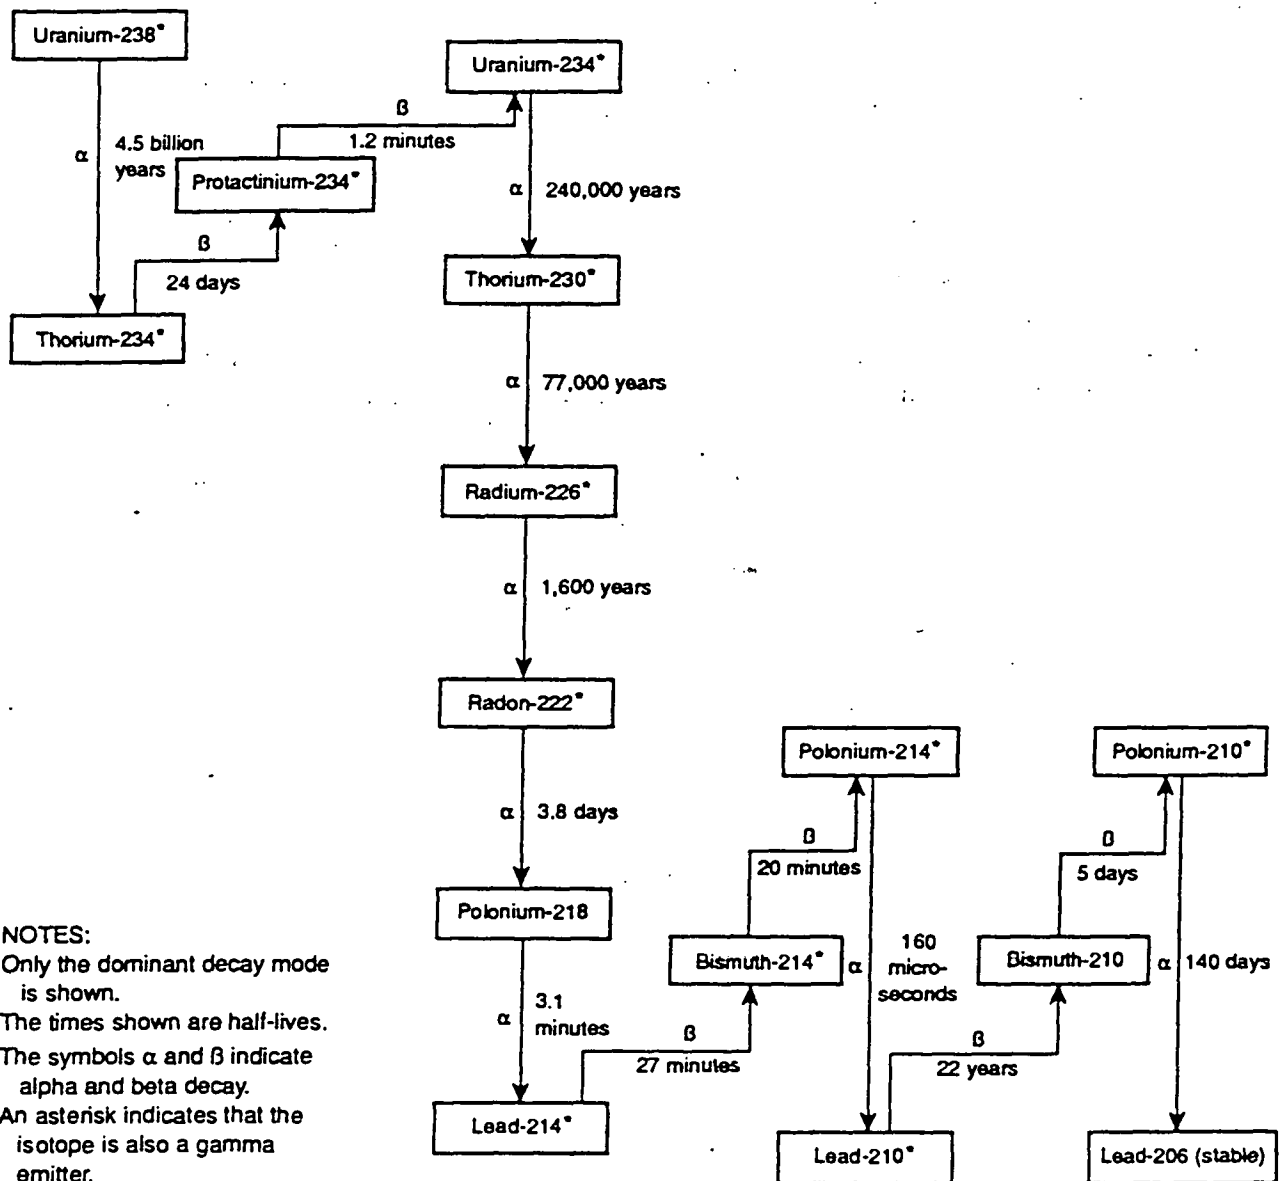 Uranium-238*
α
4.5 billion
years
Thorium-234*
β
24 days
Protactinium-234*
β
1.2 minutes
Uranium-234*
α 240,000 years
Thorium-230*
α 77,000 years
Radium-226*
α 1,600 years
Radon-222*
α 3.8 days
Polonium-218
α
3.1
minutes
Lead-214*
β
27 minutes
Bismuth-214*
β
20 minutes
Polonium-214*
α
160
micro-
seconds
Lead-210*
β
22 years
Bismuth-210
β
5 days
Polonium-210*
α 140 days
Lead-206 (stable)
NOTES:
Only the dominant decay mode
is shown.
The times shown are half-lives.
The symbols α and β indicate
alpha and beta decay.
An asterisk indicates that the
isotope is also a gamma
emitter.